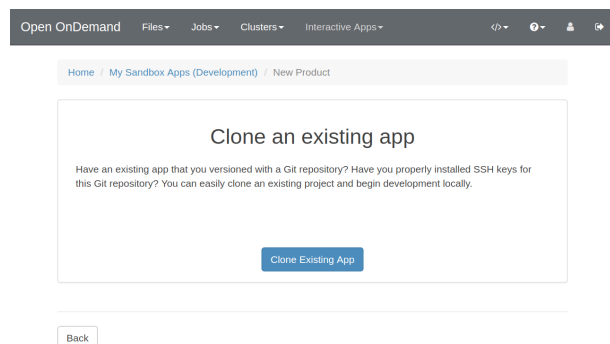 Open OnDemand Files Jobs Clusters Interactive Apps </>
Home / My Sandbox Apps (Development) / New Product
Clone an existing app
Have an existing app that you versioned with a Git repository? Have you properly installed SSH keys for
this Git repository? You can easily clone an existing project and begin development locally.
Clone Existing App
Back